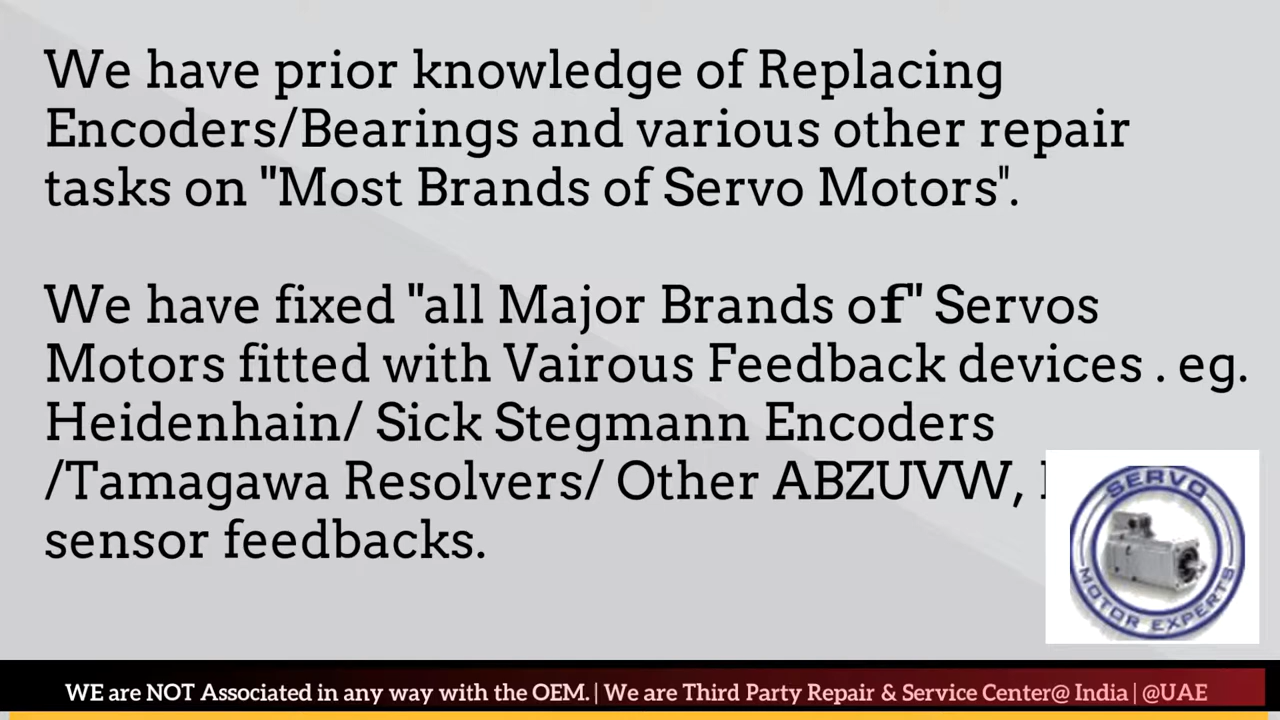 We have prior knowledge of Replacing
Encoders/Bearings and various other repair
tasks on "Most Brands of Servo Motors".
We have fixed "all Major Brands of" Servos
Motors fitted with Vairous Feedback devices . eg.
Heidenhain/ Sick Stegmann Encoders
/Tamagawa Resolvers/ Other ABZUVW,
sensor feedbacks.
SERVO
MOTOR EXPERTS
WE are NOT Associated in any way with the OEM. | We are Third Party Repair & Service Center@ India | @UAE